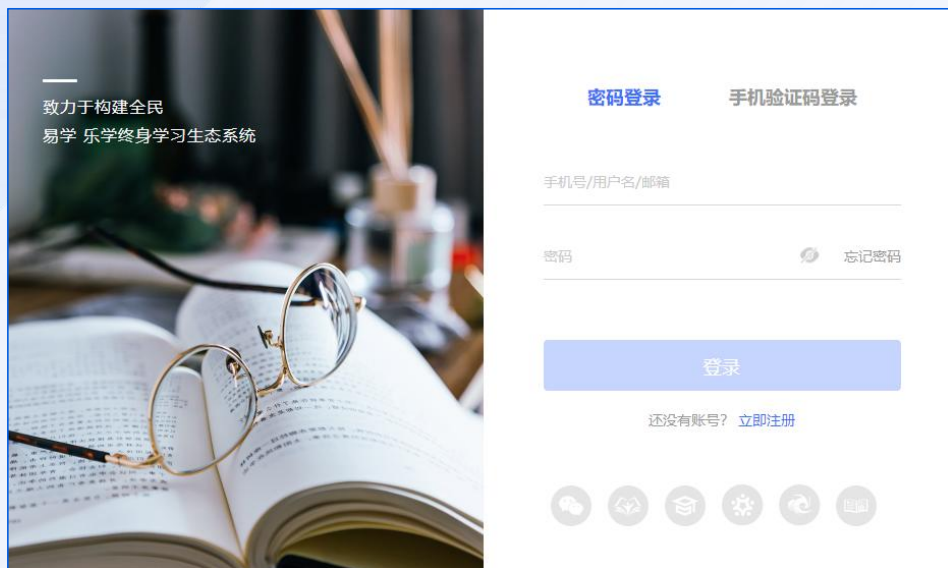 致力于构建全民
易学 乐学终身学习生态系统
密码登录
手机验证码登录
手机号/用户名/邮箱
密码
忘记密码
登录
还没有账号？ 立即注册